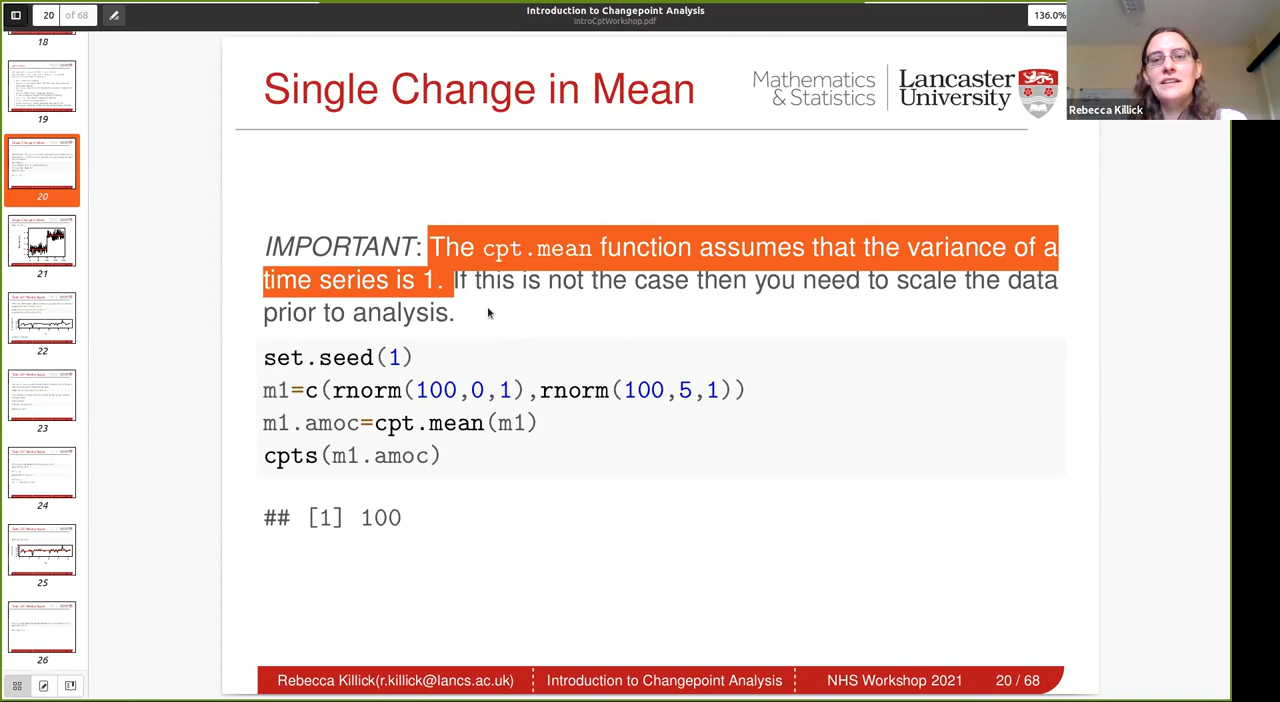 20 of 68
Introduction to Changepoint Analysis
IntroCptWorkshop.pdf
136.0%
18
19
20
21
22
23
24
25
26
Single Change in Mean
Mathematics
& Statistics
Lancaster
University
Rebecca Killick
IMPORTANT: The cpt.mean function assumes that the variance of a
time series is 1. If this is not the case then you need to scale the data
prior to analysis.
set.seed(1)
m1=c(rnorm(100,0,1),rnorm(100,5,1))
m1.amoc=cpt.mean(m1)
cpts(m1.amoc)
## [1] 100
Rebecca Killick(r.killick@lancs.ac.uk) Introduction to Changepoint Analysis NHS Workshop 2021 20 / 68